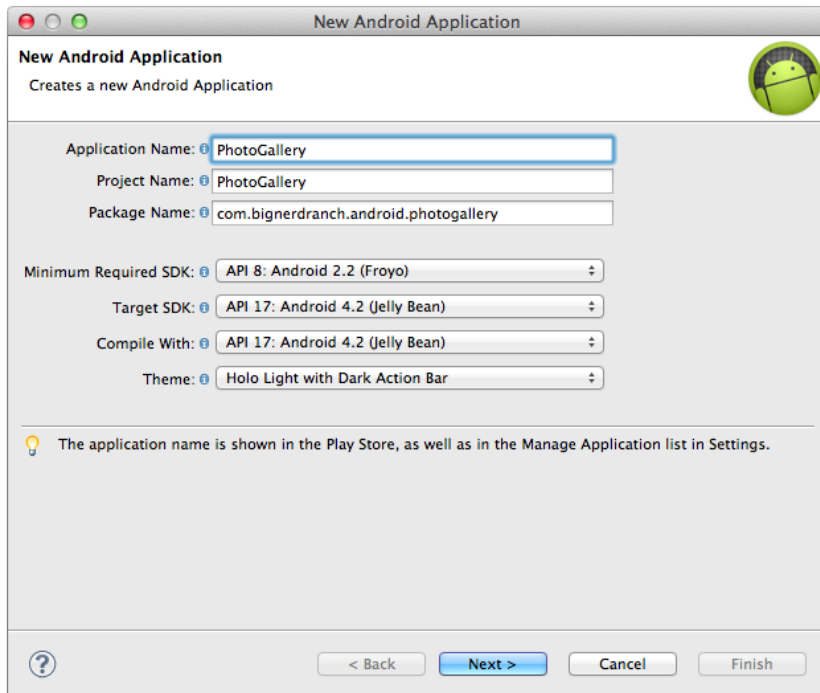 New Android Application
New Android Application
Creates a new Android Application
Application Name: PhotoGallery
Project Name: PhotoGallery
Package Name: com.bignerdranch.android.photogallery
Minimum Required SDK: API 8: Android 2.2 (Froyo)
Target SDK: API 17: Android 4.2 (Jelly Bean)
Compile With: API 17: Android 4.2 (Jelly Bean)
Theme: Holo Light with Dark Action Bar
The application name is shown in the Play Store, as well as in the Manage Application list in Settings.
? < Back Next > Cancel Finish